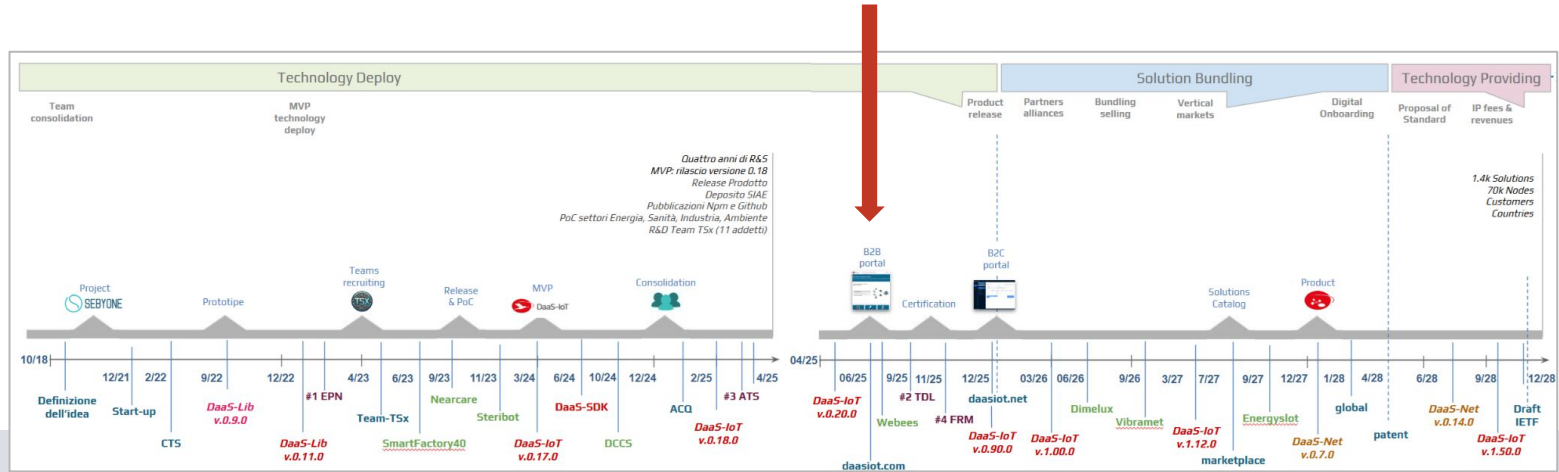 Technology Deploy
Solution Bundling
Technology Providing
Team
consolidation
MVP
technology
deploy
Product
release
Partners
alliances
Bundling
selling
Vertical
markets
Digital
Onboarding
Proposal of
Standard
IP fees &
revenues
Quattro anni di R&S
MVP: rilascio versione 0.18
Release Prodotto
Deposito SIAE
Pubblicazioni Npm e Github
PoC settori Energia, Sanità, Industria, Ambiente
R&D Team TSx (11 addetti)
1.4k Solutions
70k Nodes
Customers
Countries
Project
SEBYONE
Prototipe
Teams
recruiting
TSX
Release
& PoC
MVP
DaaS-IoT
Consolidation
B2B
portal
Certification
B2C
portal
Solutions
Catalog
Product
10/18
12/21
2/22
9/22
12/22
4/23
6/23
9/23
11/23
3/24
6/24
10/24
12/24
2/25
4/25
04/25
06/25
9/25
11/25
12/25
03/26
06/26
9/26
3/27
7/27
9/27
12/27
1/28
4/28
6/28
9/28
12/28
Definizione
dell'idea
Start-up
CTS
DaaS-Lib
v.0.9.0
DaaS-Lib
v.0.11.0
#1 EPN
Team-TSx
SmartFactory40
Nearcare
Steribot
DaaS-IoT
v.0.17.0
DaaS-SDK
DCCS
ACQ
DaaS-IoT
v.0.18.0
#3 ATS
DaaS-IoT
v.0.20.0
daasiot.com
Webees
#2 TDL
#4 FRM
daasiot.net
DaaS-IoT
v.0.90.0
DaaS-IoT
v.1.00.0
Dimelux
Vibramet
DaaS-IoT
v.1.12.0
marketplace
Energyslot
DaaS-Net
v.0.7.0
global
patent
DaaS-Net
v.0.14.0
DaaS-IoT
v.1.50.0
Draft
IETF